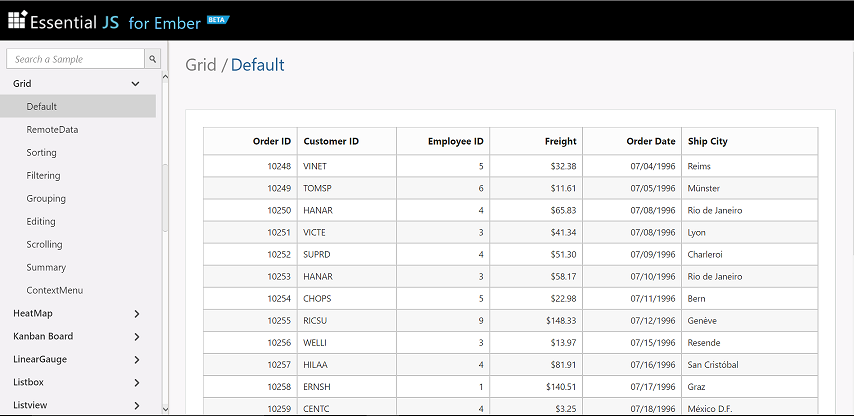 Essential JS for Ember BETA
Search a Sample
Grid
Default
RemoteData
Sorting
Filtering
Grouping
Editing
Scrolling
Summary
ContextMenu
HeatMap
Kanban Board
LinearGauge
Listbox
Listview
Grid / Default
Order ID Customer ID Employee ID Freight Order Date Ship City
10248 VINET 5 $32.38 07/04/1996 Reims
10249 TOMSP 6 $11.61 07/05/1996 Münster
10250 HANAR 4 $65.83 07/08/1996 Rio de Janeiro
10251 VICTE 3 $41.34 07/08/1996 Lyon
10252 SUPRD 4 $51.30 07/09/1996 Charleroi
10253 HANAR 3 $58.17 07/10/1996 Rio de Janeiro
10254 CHOPS 5 $22.98 07/11/1996 Bern
10255 RICSU 9 $148.33 07/12/1996 Genève
10256 WELLI 3 $13.97 07/15/1996 Resende
10257 HILAA 4 $81.91 07/16/1996 San Cristóbal
10258 ERNSH 1 $140.51 07/17/1996 Graz
10259 CENTC 4 $3.25 07/18/1996 México D.F.